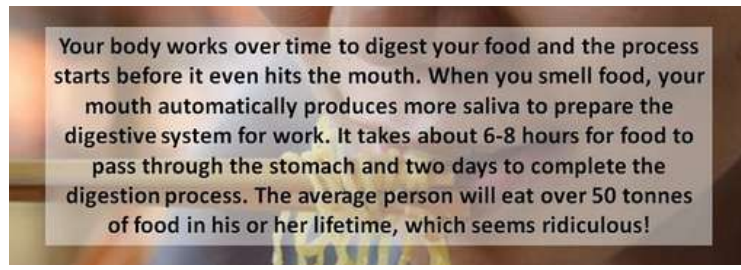 Your body works over time to digest your food and the process
starts before it even hits the mouth. When you smell food, your
mouth automatically produces more saliva to prepare the
digestive system for work. It takes about 6-8 hours for food to
pass through the stomach and two days to complete the
digestion process. The average person will eat over 50 tonnes
of food in his or her lifetime, which seems ridiculous!